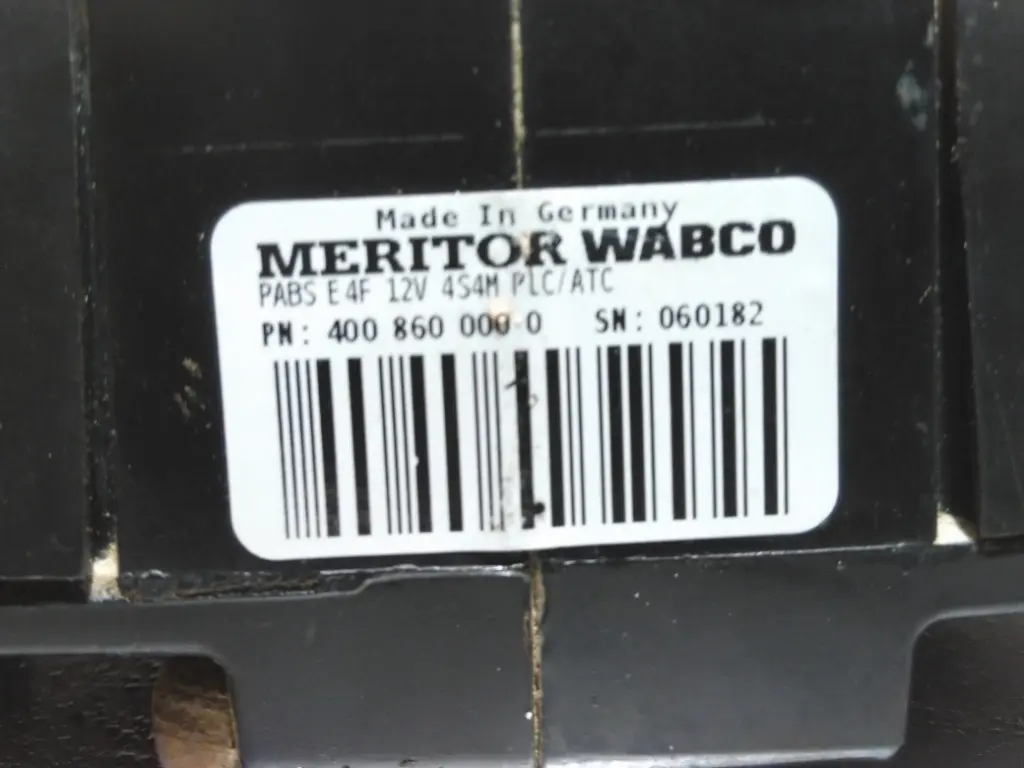 Made In Germany
MERITOR WABCO
PABS E4F 12V 4S4M PLC/ATC
PN: 400 860 000 0 SN: 060182